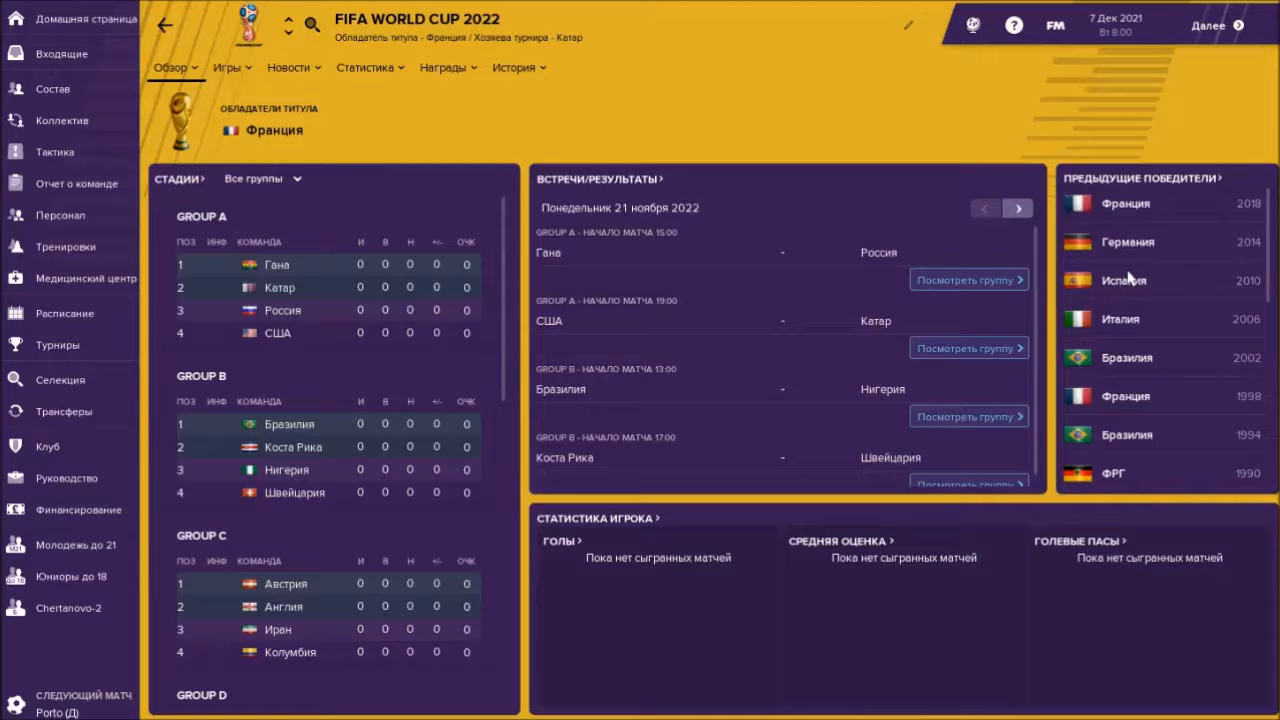 Домашняя страница
Входящие
Состав
Коллектив
Тактика
Отчет о команде
Персонал
Тренировки
Медицинский центр
Расписание
Турниры
Селекция
Трансферы
Клуб
Руководство
Финансирование
M21
Молодежь до 21
До 18
Юниоры до 18
Chertanovo-2
СЛЕДУЮЩИЙ МАТЧ
Porto (Д)
FIFA WORLD CUP 2022
Обладатель титула - Франция / Хозяева турнира - Катар
?
FM
7 Дек 2021
Вт 8:00
Далее
Обзор Игры Новости Статистика Награды История
ОБЛАДАТЕЛИ ТИТУЛА
Франция
СТАДИИ
Все группы
GROUP A
ПОЗ ИНФ КОМАНДА И В Н +/- ОЧК
1 Гана 0 0 0 0 0
2 Катар 0 0 0 0 0
3 Россия 0 0 0 0 0
4 США 0 0 0 0 0
GROUP B
ПОЗ ИНФ КОМАНДА И В Н +/- ОЧК
1 Бразилия 0 0 0 0 0
2 Коста Рика 0 0 0 0 0
3 Нигерия 0 0 0 0 0
4 Швейцария 0 0 0 0 0
GROUP C
ПОЗ ИНФ КОМАНДА И В Н +/- ОЧК
1 Австрия 0 0 0 0 0
2 Англия 0 0 0 0 0
3 Иран 0 0 0 0 0
4 Колумбия 0 0 0 0 0
GROUP D
ВСТРЕЧИ/РЕЗУЛЬТАТЫ
Понедельник 21 ноября 2022
GROUP A - НАЧАЛО МАТЧА 15:00
Гана - Россия
Посмотреть группу
GROUP A - НАЧАЛО МАТЧА 19:00
США - Катар
Посмотреть группу
GROUP B - НАЧАЛО МАТЧА 13:00
Бразилия - Нигерия
Посмотреть группу
GROUP B - НАЧАЛО МАТЧА 17:00
Коста Рика - Швейцария
Посмотреть группу
ПРЕДЫДУЩИЕ ПОБЕДИТЕЛИ
Франция 2018
Германия 2014
Испания 2010
Италия 2006
Бразилия 2002
Франция 1998
Бразилия 1994
ФРГ 1990
СТАТИСТИКА ИГРОКА
ГОЛЫ
Пока нет сыгранных матчей
СРЕДНЯЯ ОЦЕНКА
Пока нет сыгранных матчей
ГОЛЕВЫЕ ПАСЫ
Пока нет сыгранных матчей